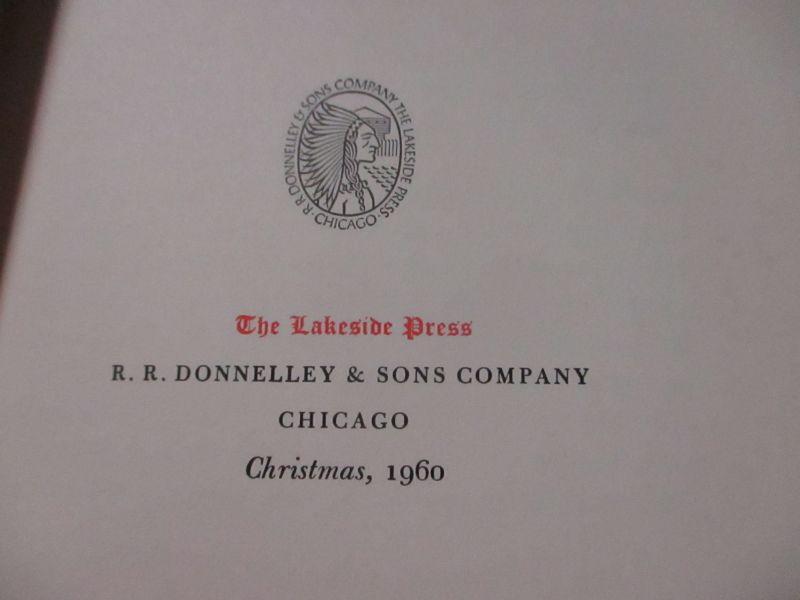 R.R. DONNELLEY & SONS COMPANY THE LAKESIDE PRESS · CHICAGO ·
The Lakeside Press
R. R. DONNELLEY & SONS COMPANY
CHICAGO
Christmas, 1960